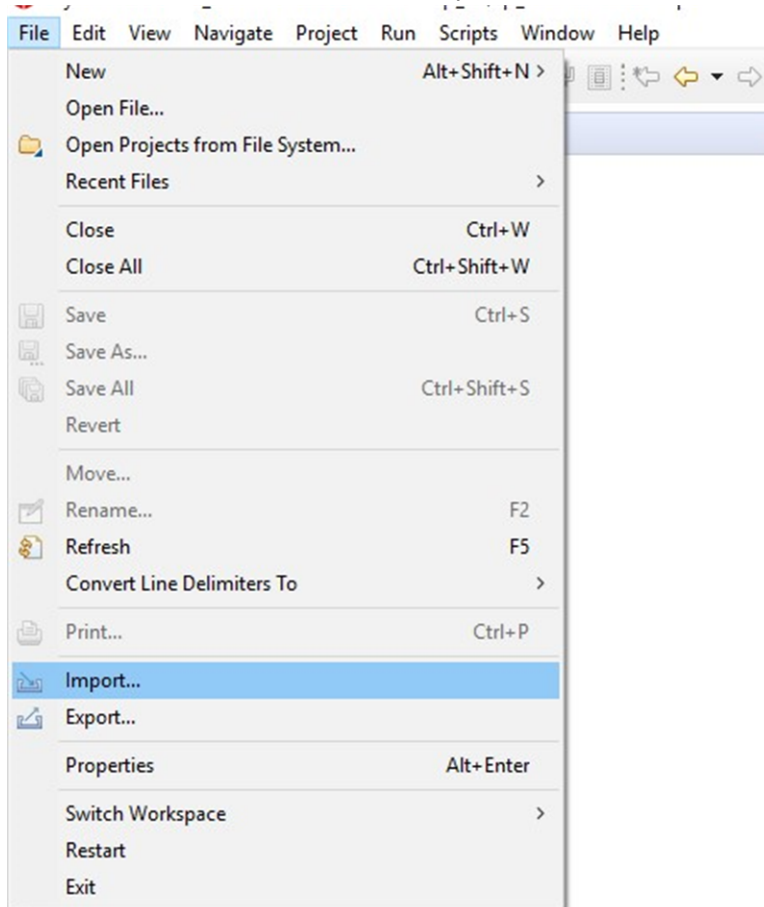 File Edit View Navigate Project Run Scripts Window Help
New Alt+Shift+N >
Open File...
Open Projects from File System...
Recent Files >
Close Ctrl+W
Close All Ctrl+Shift+W
Save Ctrl+S
Save As...
Save All Ctrl+Shift+S
Revert
Move...
Rename... F2
Refresh F5
Convert Line Delimiters To >
Print... Ctrl+P
Import...
Export...
Properties Alt+Enter
Switch Workspace >
Restart
Exit